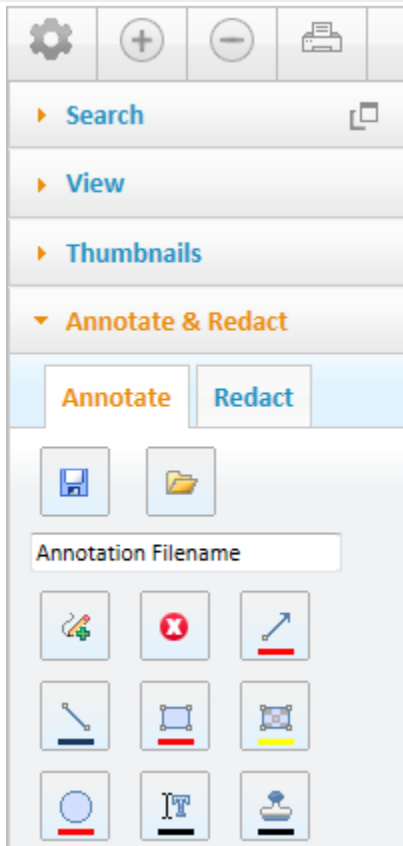 Search
View
Thumbnails
Annotate & Redact
Annotate Redact
Annotation Filename